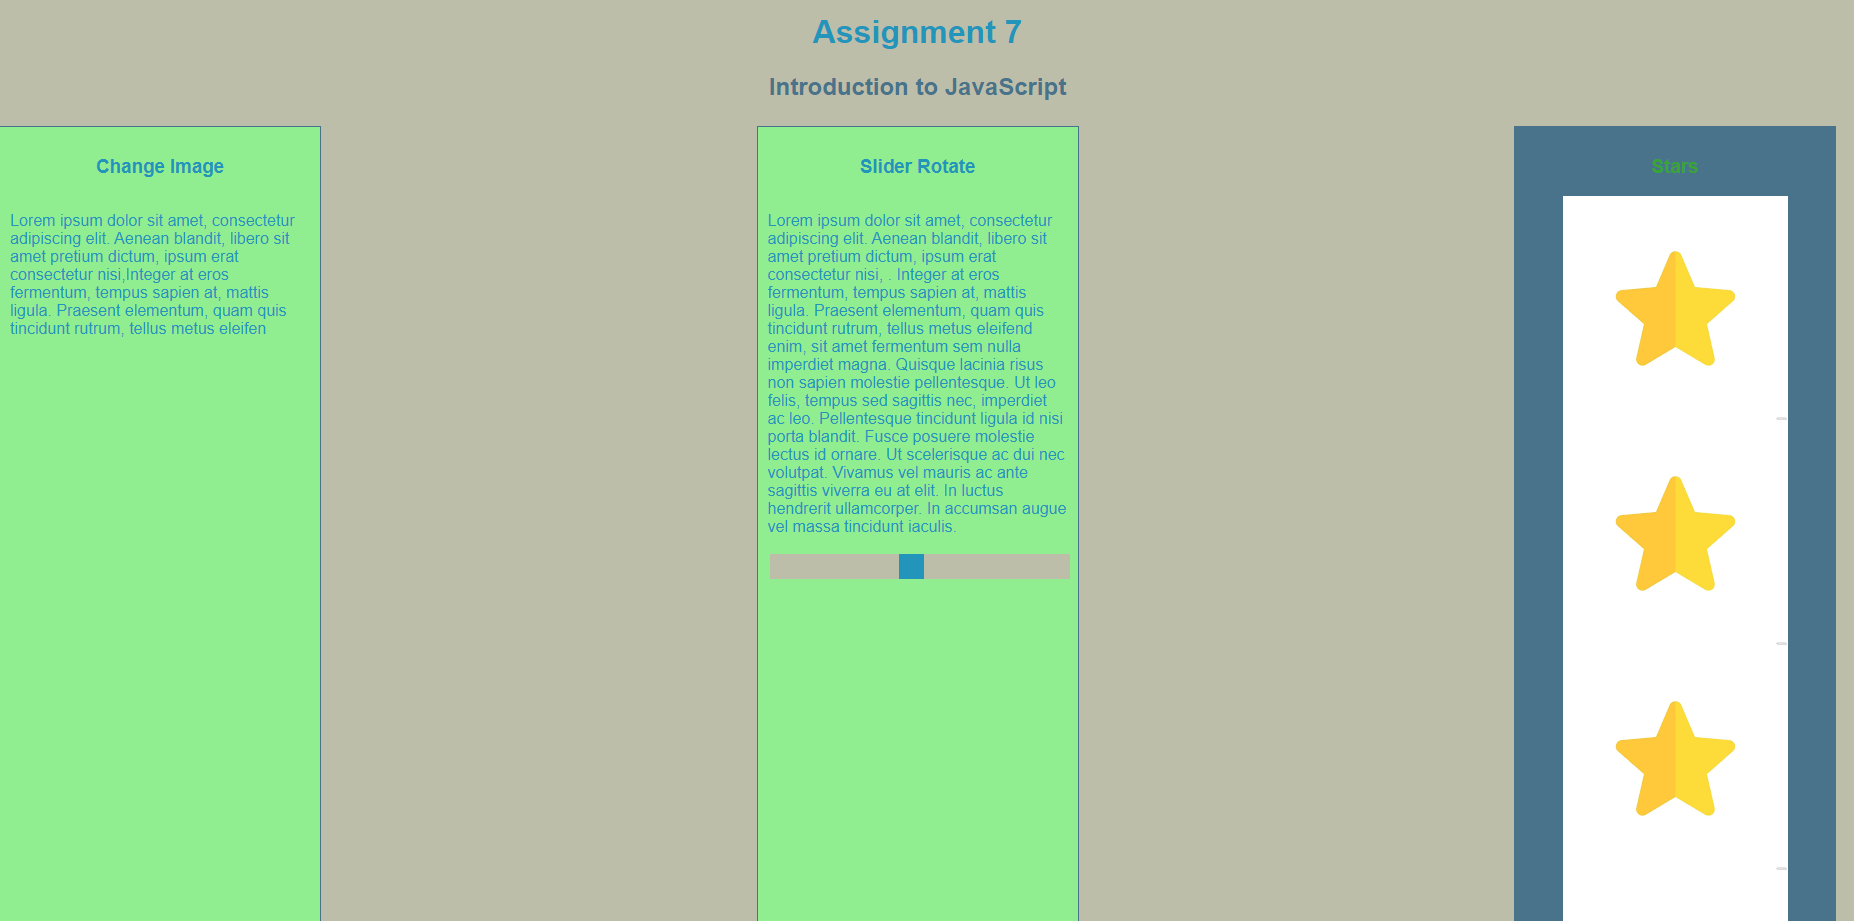 Assignment 7
Introduction to JavaScript
Change Image
Lorem ipsum dolor sit amet, consectetur
adipiscing elit. Aenean blandit, libero sit
amet pretium dictum, ipsum erat
consectetur nisi,Integer at eros
fermentum, tempus sapien at, mattis
ligula. Praesent elementum, quam quis
tincidunt rutrum, tellus metus eleifen
Slider Rotate
Lorem ipsum dolor sit amet, consectetur
adipiscing elit. Aenean blandit, libero sit
amet pretium dictum, ipsum erat
consectetur nisi, . Integer at eros
fermentum, tempus sapien at, mattis
ligula. Praesent elementum, quam quis
tincidunt rutrum, tellus metus eleifend
enim, sit amet fermentum sem nulla
imperdiet magna. Quisque lacinia risus
non sapien molestie pellentesque. Ut leo
felis, tempus sed sagittis nec, imperdiet
ac leo. Pellentesque tincidunt ligula id nisi
porta blandit. Fusce posuere molestie
lectus id ornare. Ut scelerisque ac dui nec
volutpat. Vivamus vel mauris ac ante
sagittis viverra eu at elit. In luctus
hendrerit ullamcorper. In accumsan augue
vel massa tincidunt iaculis.
Stars